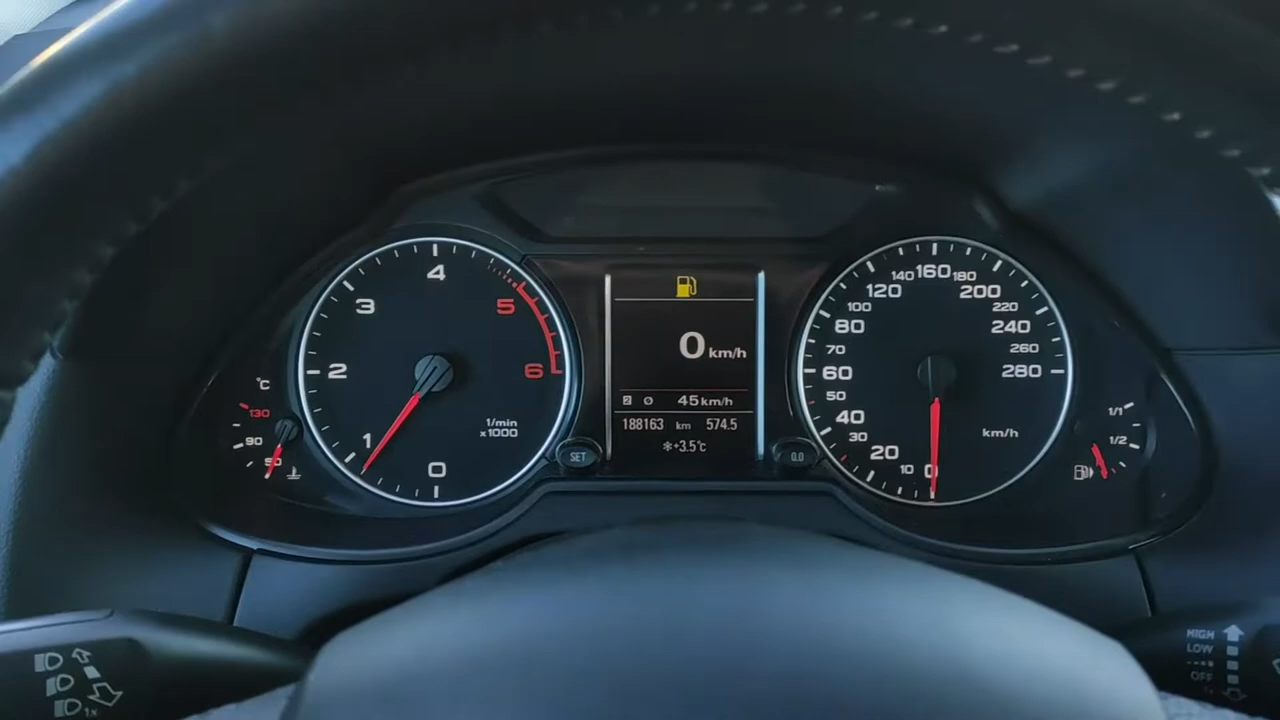 4
3
5
2
6
1/min
x1000
1
0
°C
130
90
50
0 km/h
2 Ø 45 km/h
188163 km 574.5
+3.5°C
SET
0.0
140 160 180
120 200
100 220
80 240
70 260
60 280
50
40
30 km/h
20
10 0
1/1
1/2
1x
HIGH
LOW
OFF